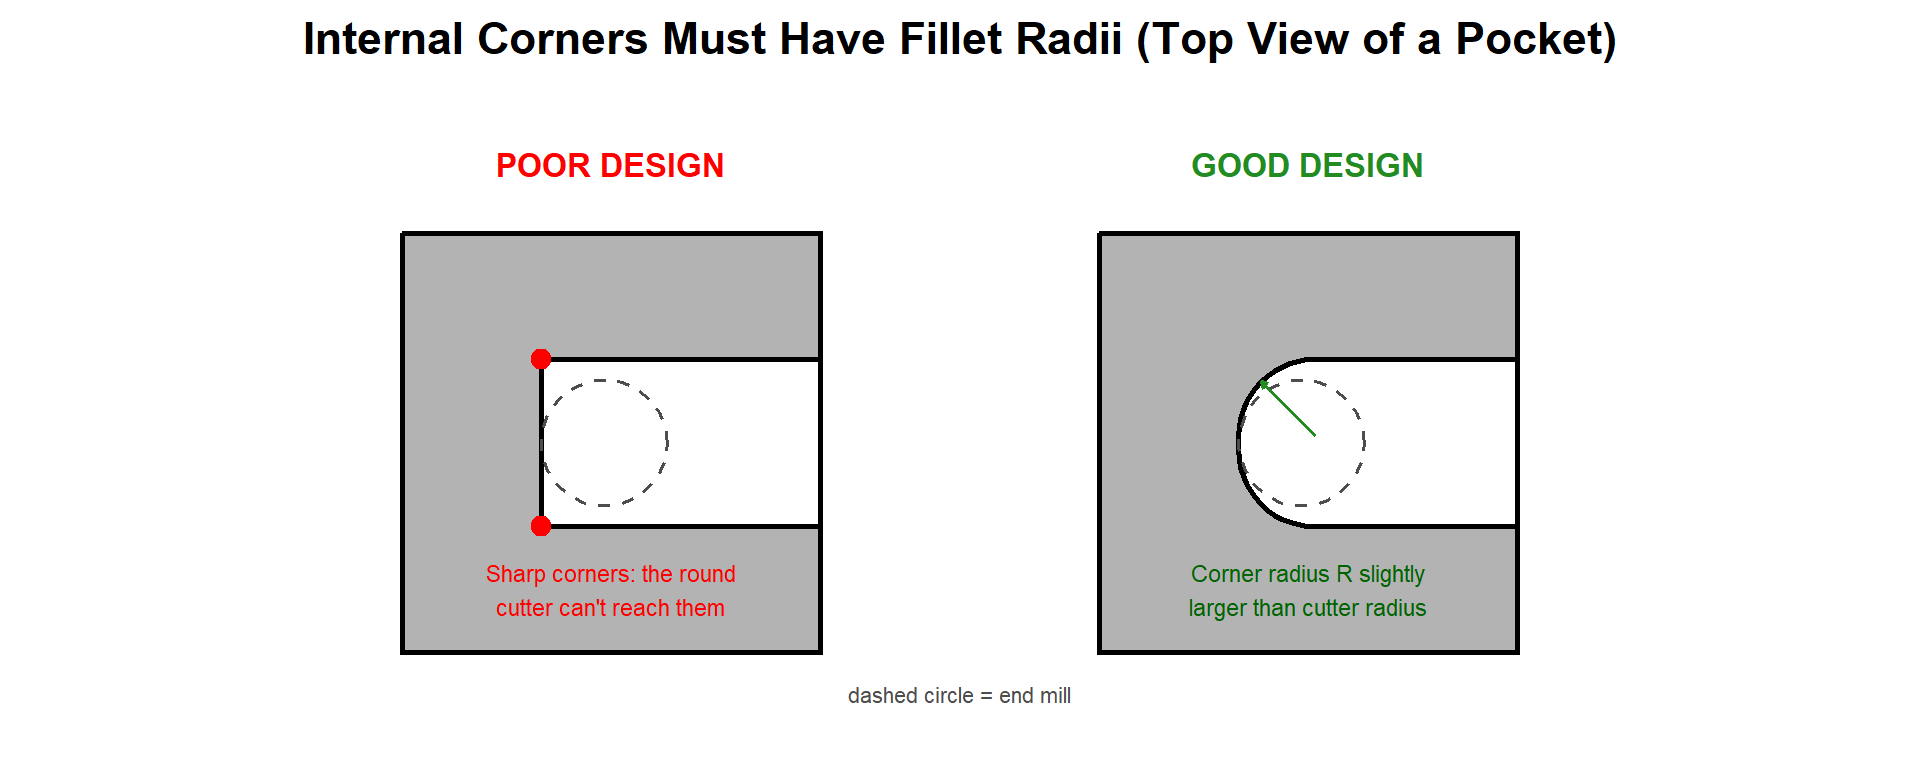 Internal Corners Must Have Fillet Radii (Top View of a Pocket)
POOR DESIGN
Sharp corners: the round
cutter can't reach them
GOOD DESIGN
Corner radius R slightly
larger than cutter radius
dashed circle = end mill